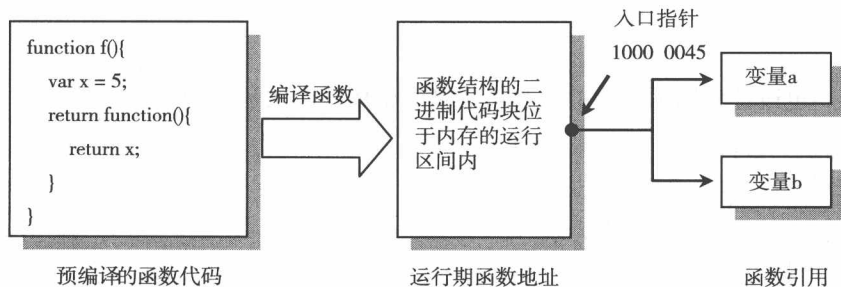 function f(){
var x = 5;
return function(){
return x;
}
}
编译函数
函数结构的二
进制代码块位
于内存的运行
区间内
入口指针
1000 0045
变量a
变量b
预编译的函数代码
运行期函数地址
函数引用